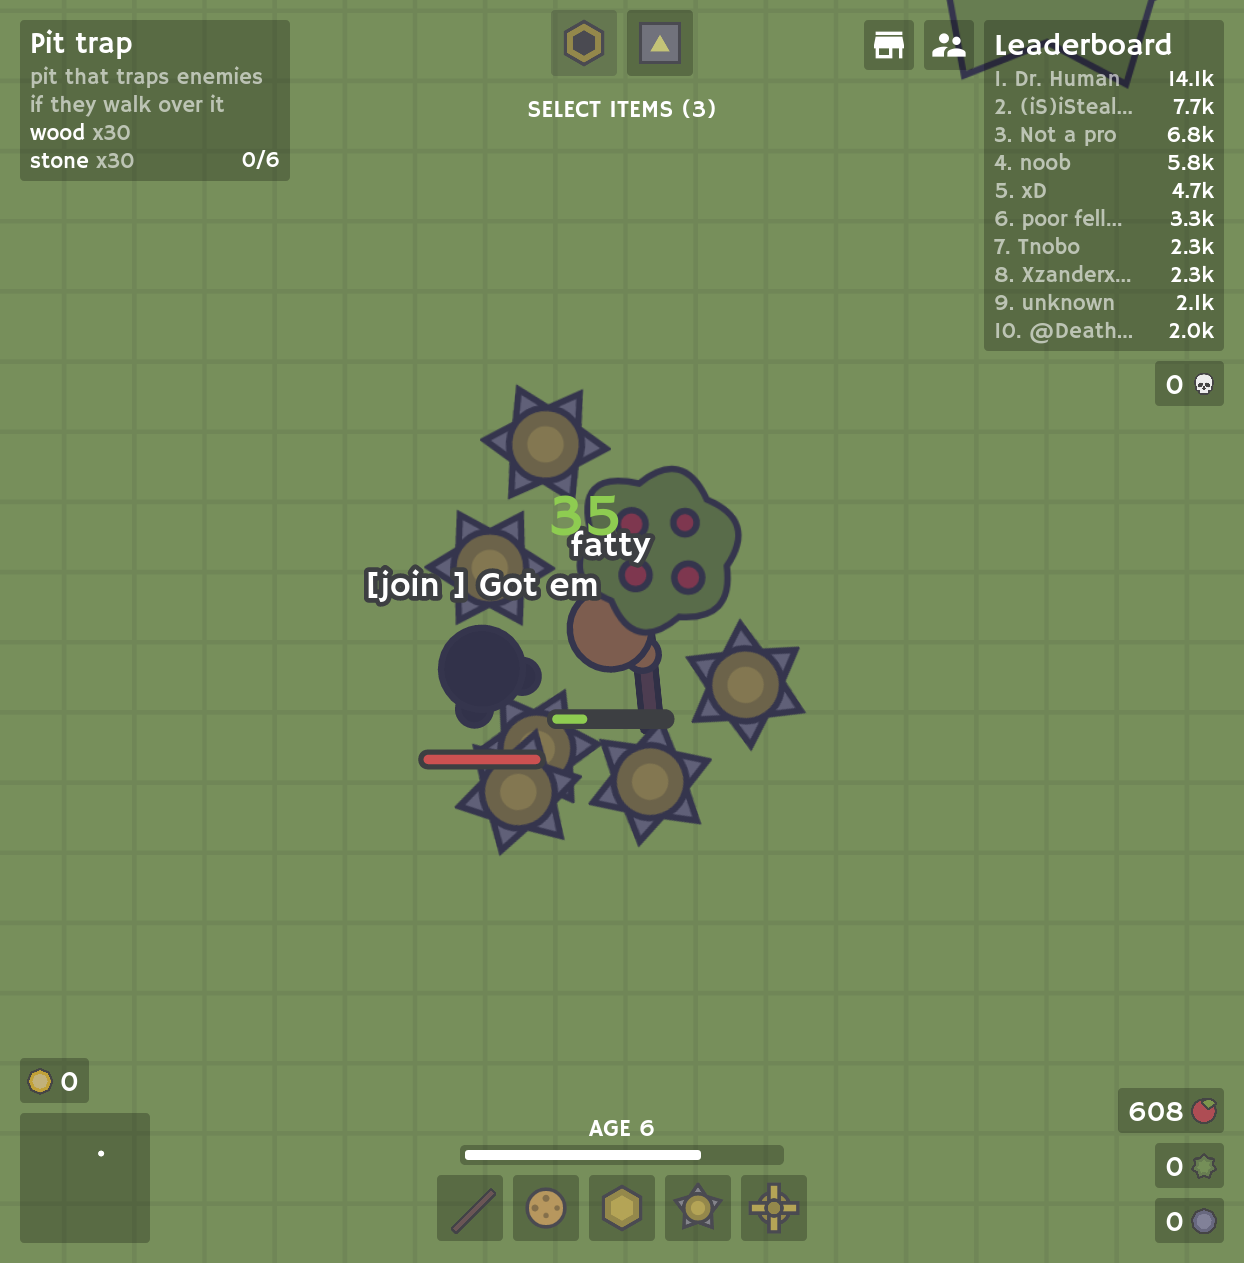 Pit trap
pit that traps enemies
if they walk over it
wood x30
stone x30 0/6
SELECT ITEMS (3)
Leaderboard
1. Dr. Human 14.1k
2. (iS)iSteal... 7.7k
3. Not a pro 6.8k
4. noob 5.8k
5. xD 4.7k
6. poor fell... 3.3k
7. Tnobo 2.3k
8. Xzanderx... 2.3k
9. unknown 2.1k
10. @Death... 2.0k
0
35
fatty
[join ] Got em
0
608
AGE 6
0
0